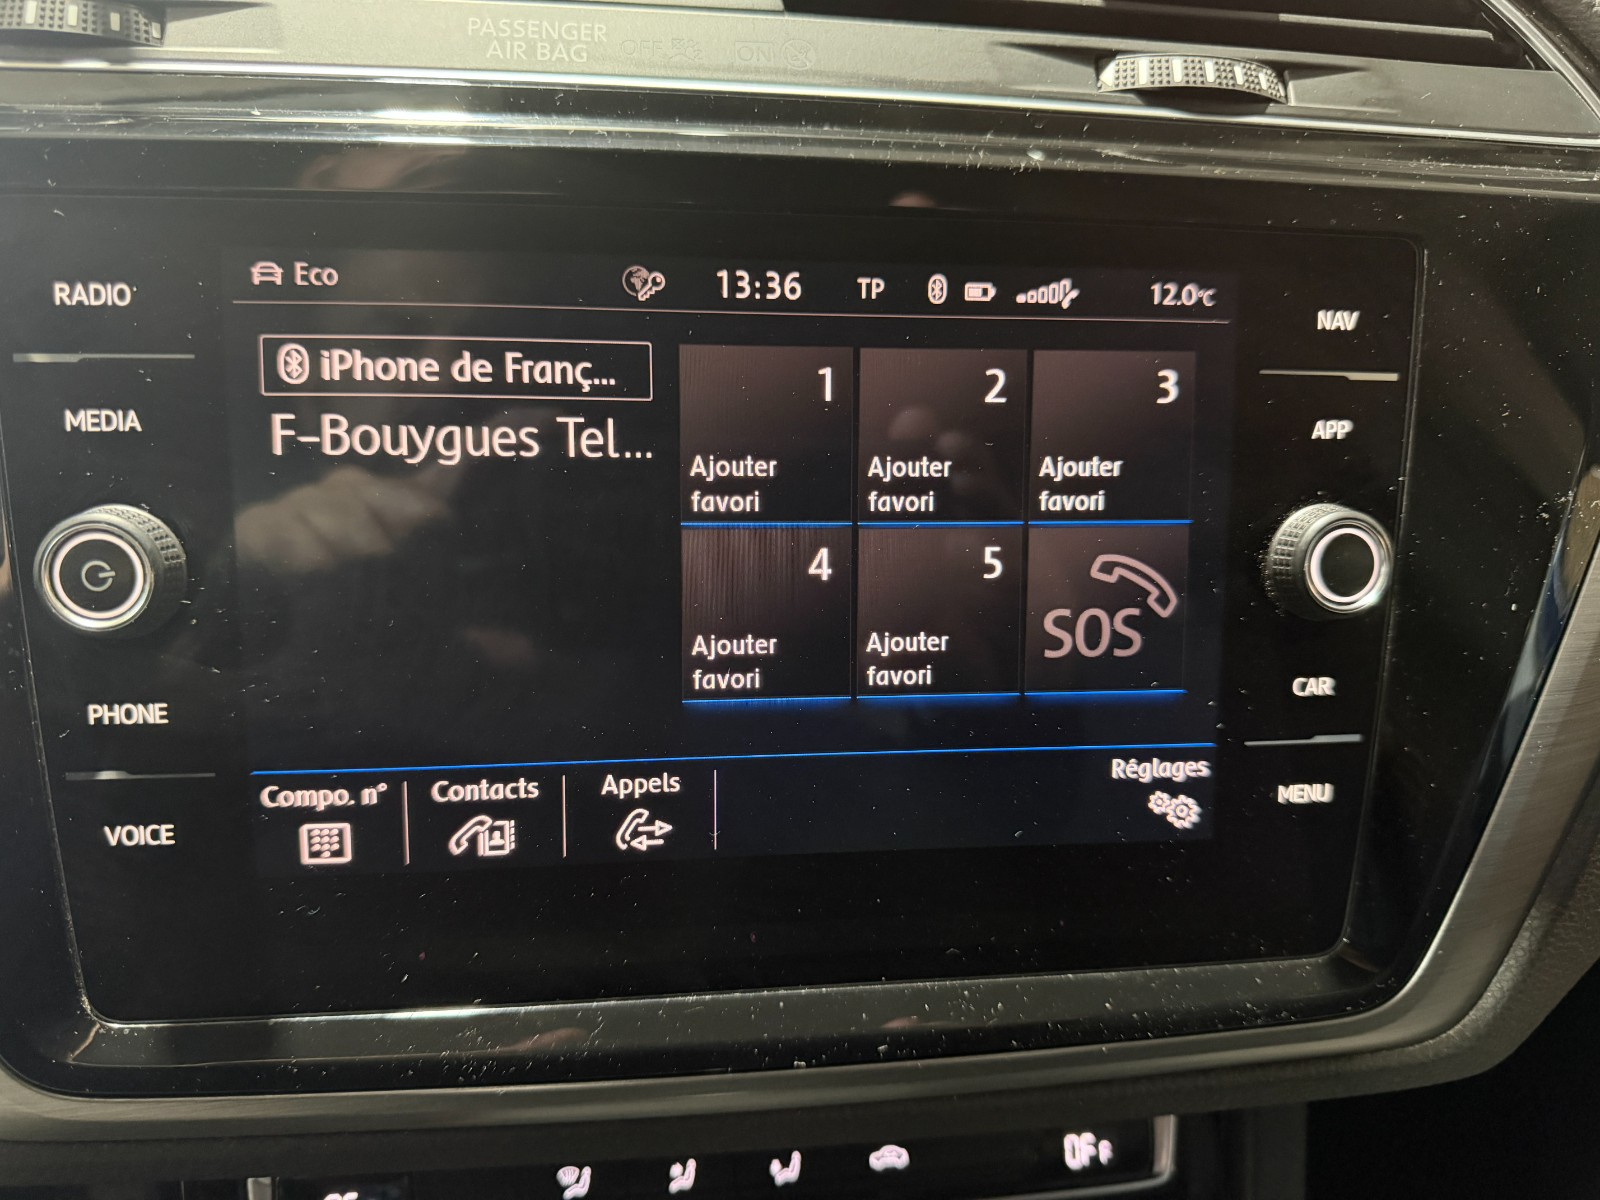 PASSENGER
AIR BAG
OFF
ON
RADIO
MEDIA
PHONE
VOICE
Eco
13:36
TP
12.0°C
iPhone de Franç...
F-Bouygues Tel...
1
Ajouter
favori
2
Ajouter
favori
3
Ajouter
favori
4
Ajouter
favori
5
Ajouter
favori
SOS
Compo. n°
Contacts
Appels
Réglages
NAV
APP
CAR
MENU
OFF